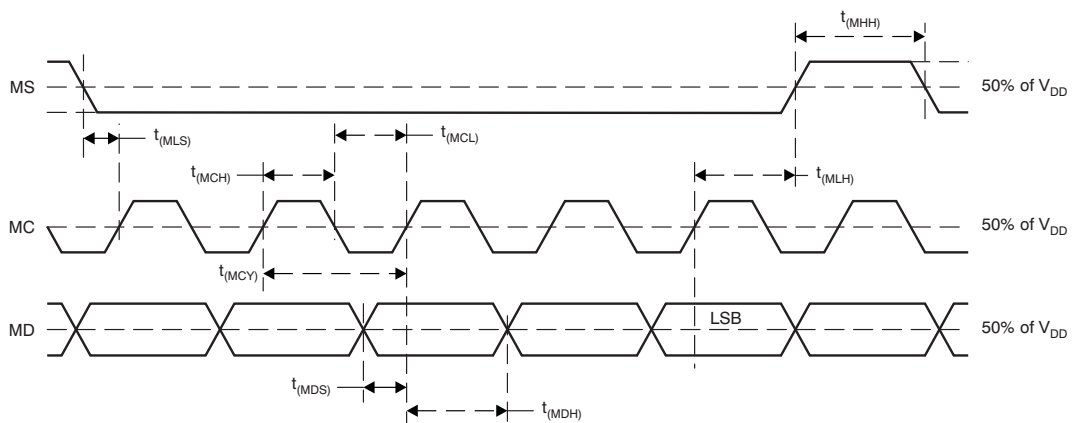 t(MHH)
MS
50% of VDD
t(MLS)
t(MCL)
t(MCH)
t(MLH)
MC
50% of VDD
t(MCY)
LSB
MD
50% of VDD
t(MDS)
t(MDH)